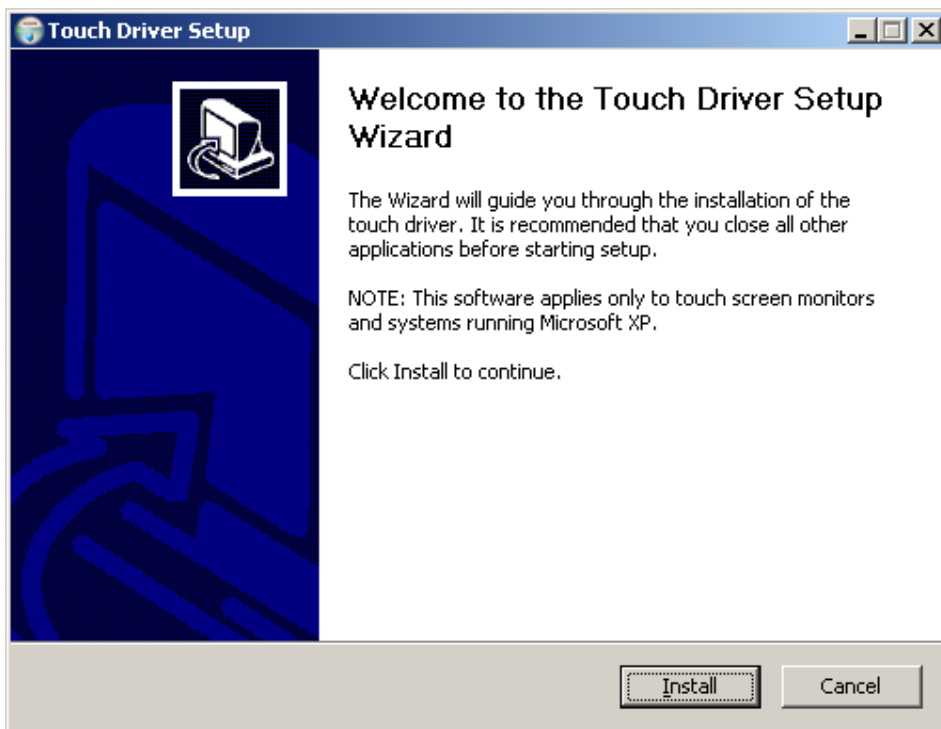 Touch Driver Setup
Welcome to the Touch Driver Setup
Wizard
The Wizard will guide you through the installation of the
touch driver. It is recommended that you close all other
applications before starting setup.
NOTE: This software applies only to touch screen monitors
and systems running Microsoft XP.
Click Install to continue.
Install
Cancel